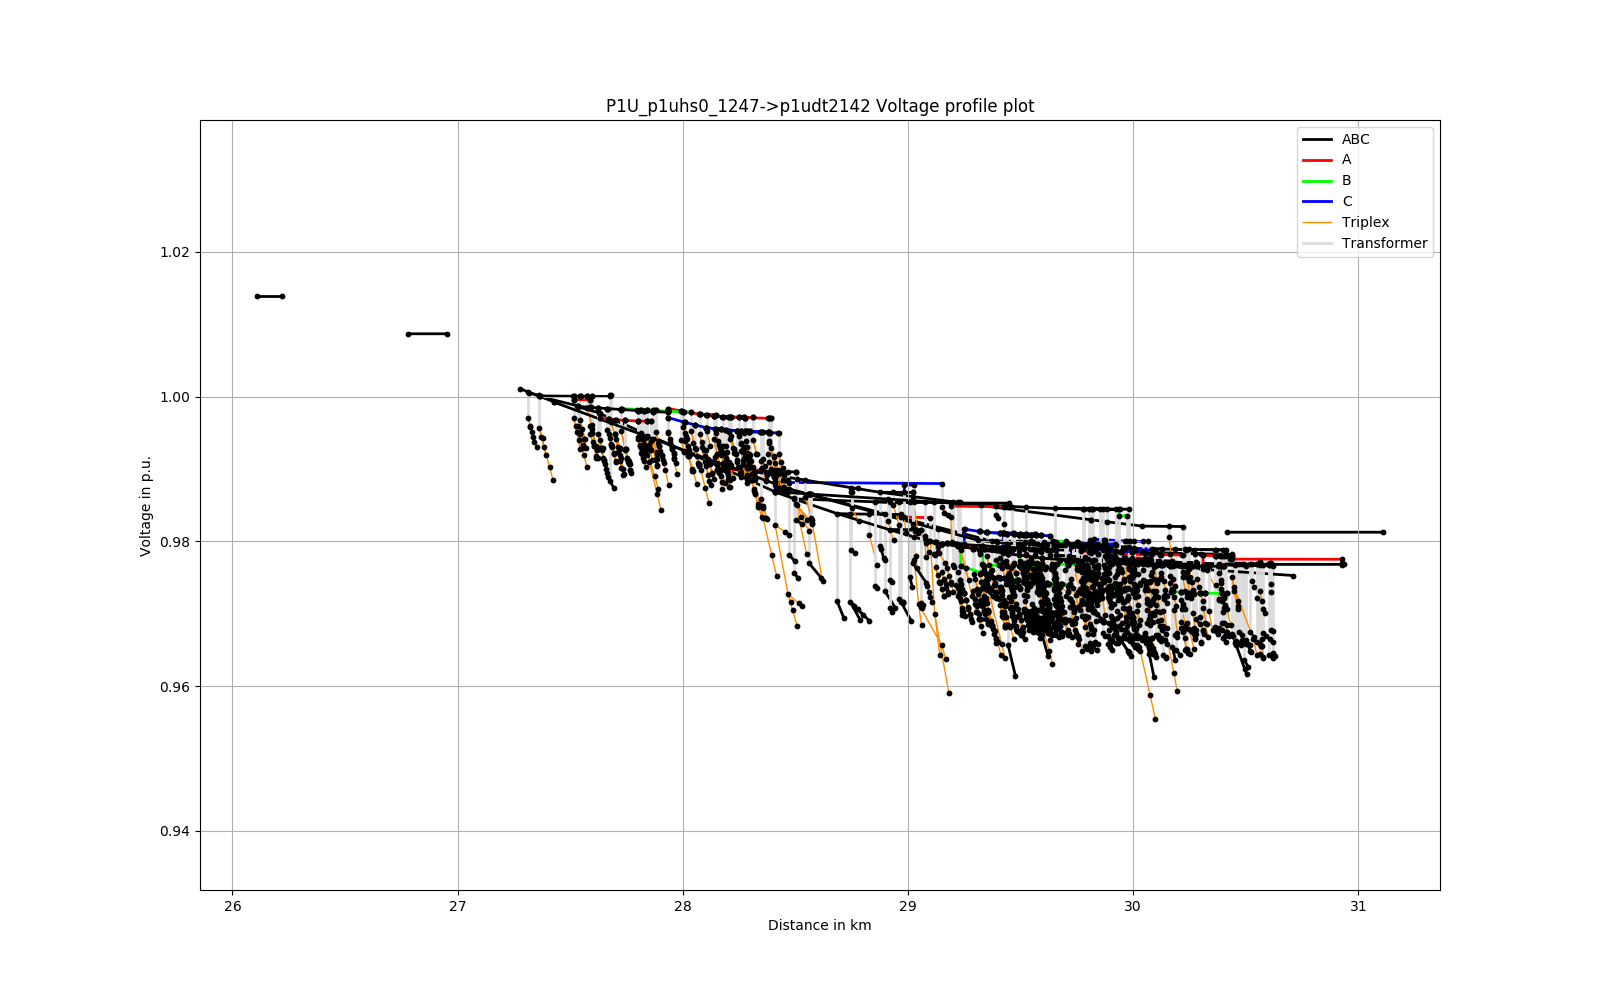 P1U_p1uhs0_1247->p1udt2142 Voltage profile plot
ABC
A
B
C
Triplex
Transformer
1.02
1.00
0.98
0.96
0.94
Voltage in p.u.
26
27
28
29
30
31
Distance in km